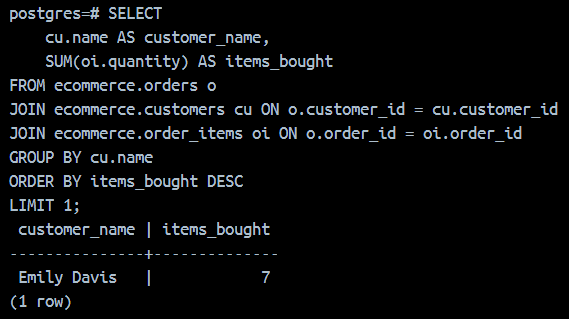 postgres=# SELECT
    cu.name AS customer_name,
    SUM(oi.quantity) AS items_bought
FROM ecommerce.orders o
JOIN ecommerce.customers cu ON o.customer_id = cu.customer_id
JOIN ecommerce.order_items oi ON o.order_id = oi.order_id
GROUP BY cu.name
ORDER BY items_bought DESC
LIMIT 1;
 customer_name | items_bought
---------------+--------------
 Emily Davis   |            7
(1 row)